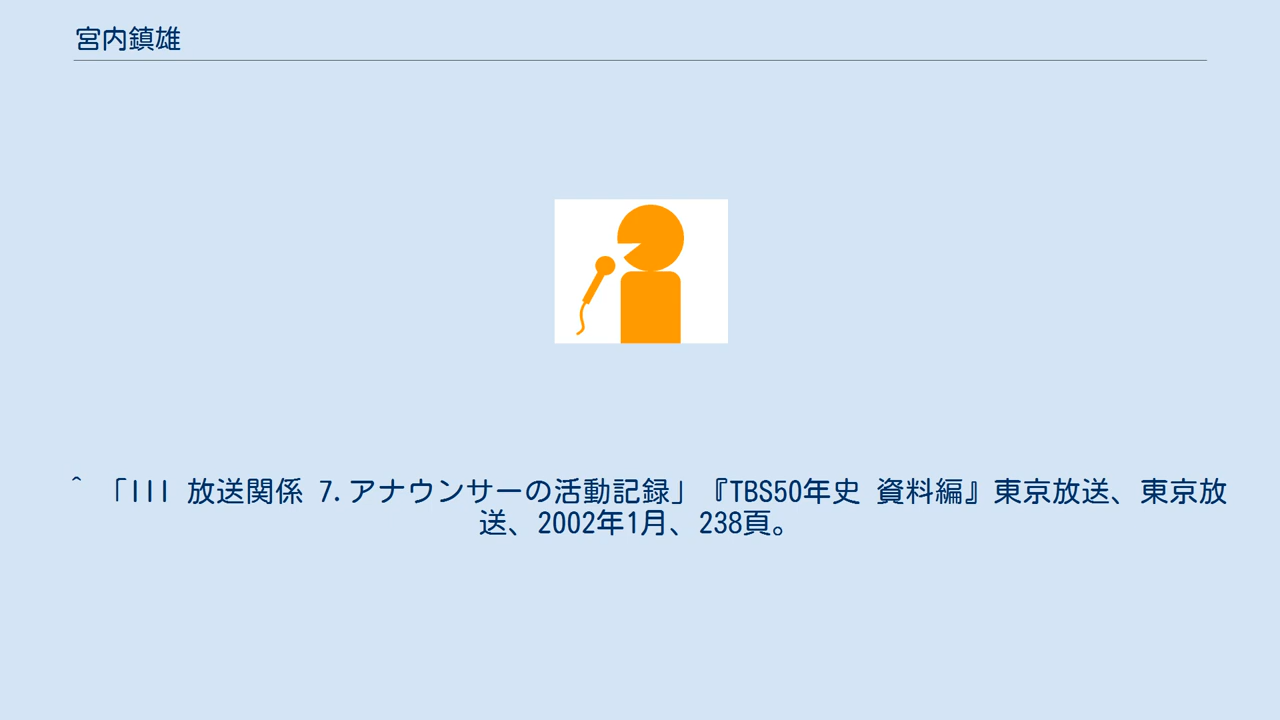 宮内鎮雄
^ 「III 放送関係 7.アナウンサーの活動記録」『TBS50年史 資料編』東京放送、東京放
送、2002年1月、238頁。